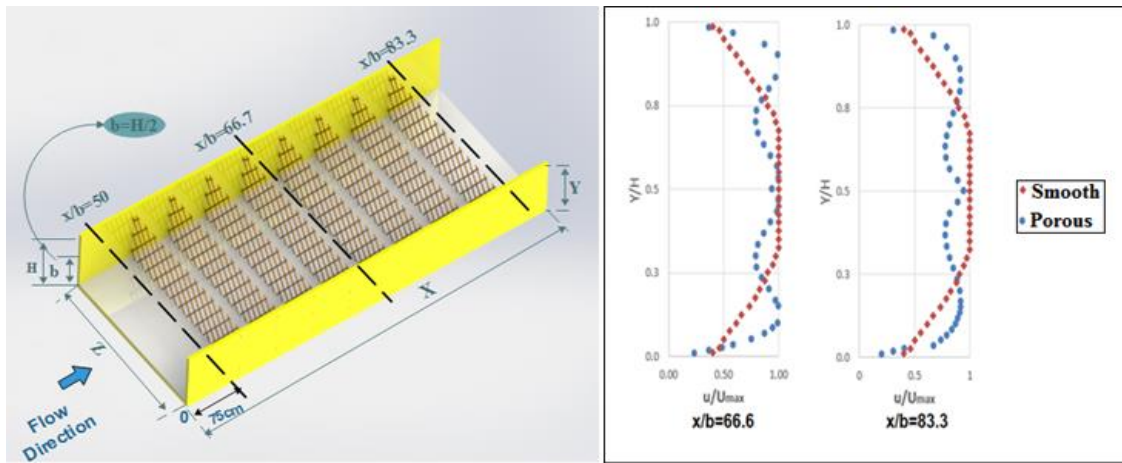 x/b=83.3
b=H/2
x/b=66.7
x/b=50
Y
H
b
X
Z
0
75cm
Flow
Direction
1.0
0.8
Y/H
0.5
0.3
0.0
0.00 0.50 1.00
u/Umax
x/b=66.6
1.0
0.8
Y/H
0.5
0.3
0.0
0 0.5 1
u/Umax
x/b=83.3
Smooth
Porous